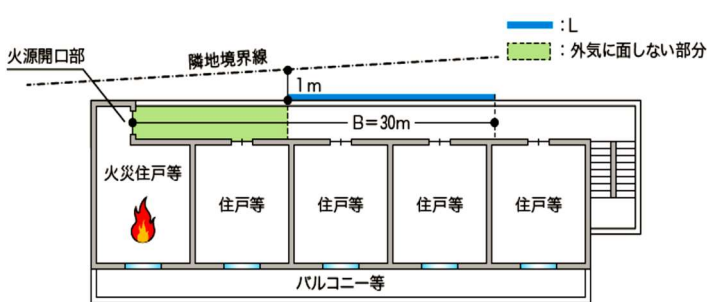 ：L
：外気に面しない部分
火源開口部
隣地境界線
1m
B＝30m
火災住戸等
住戸等
住戸等
住戸等
住戸等
バルコニー等